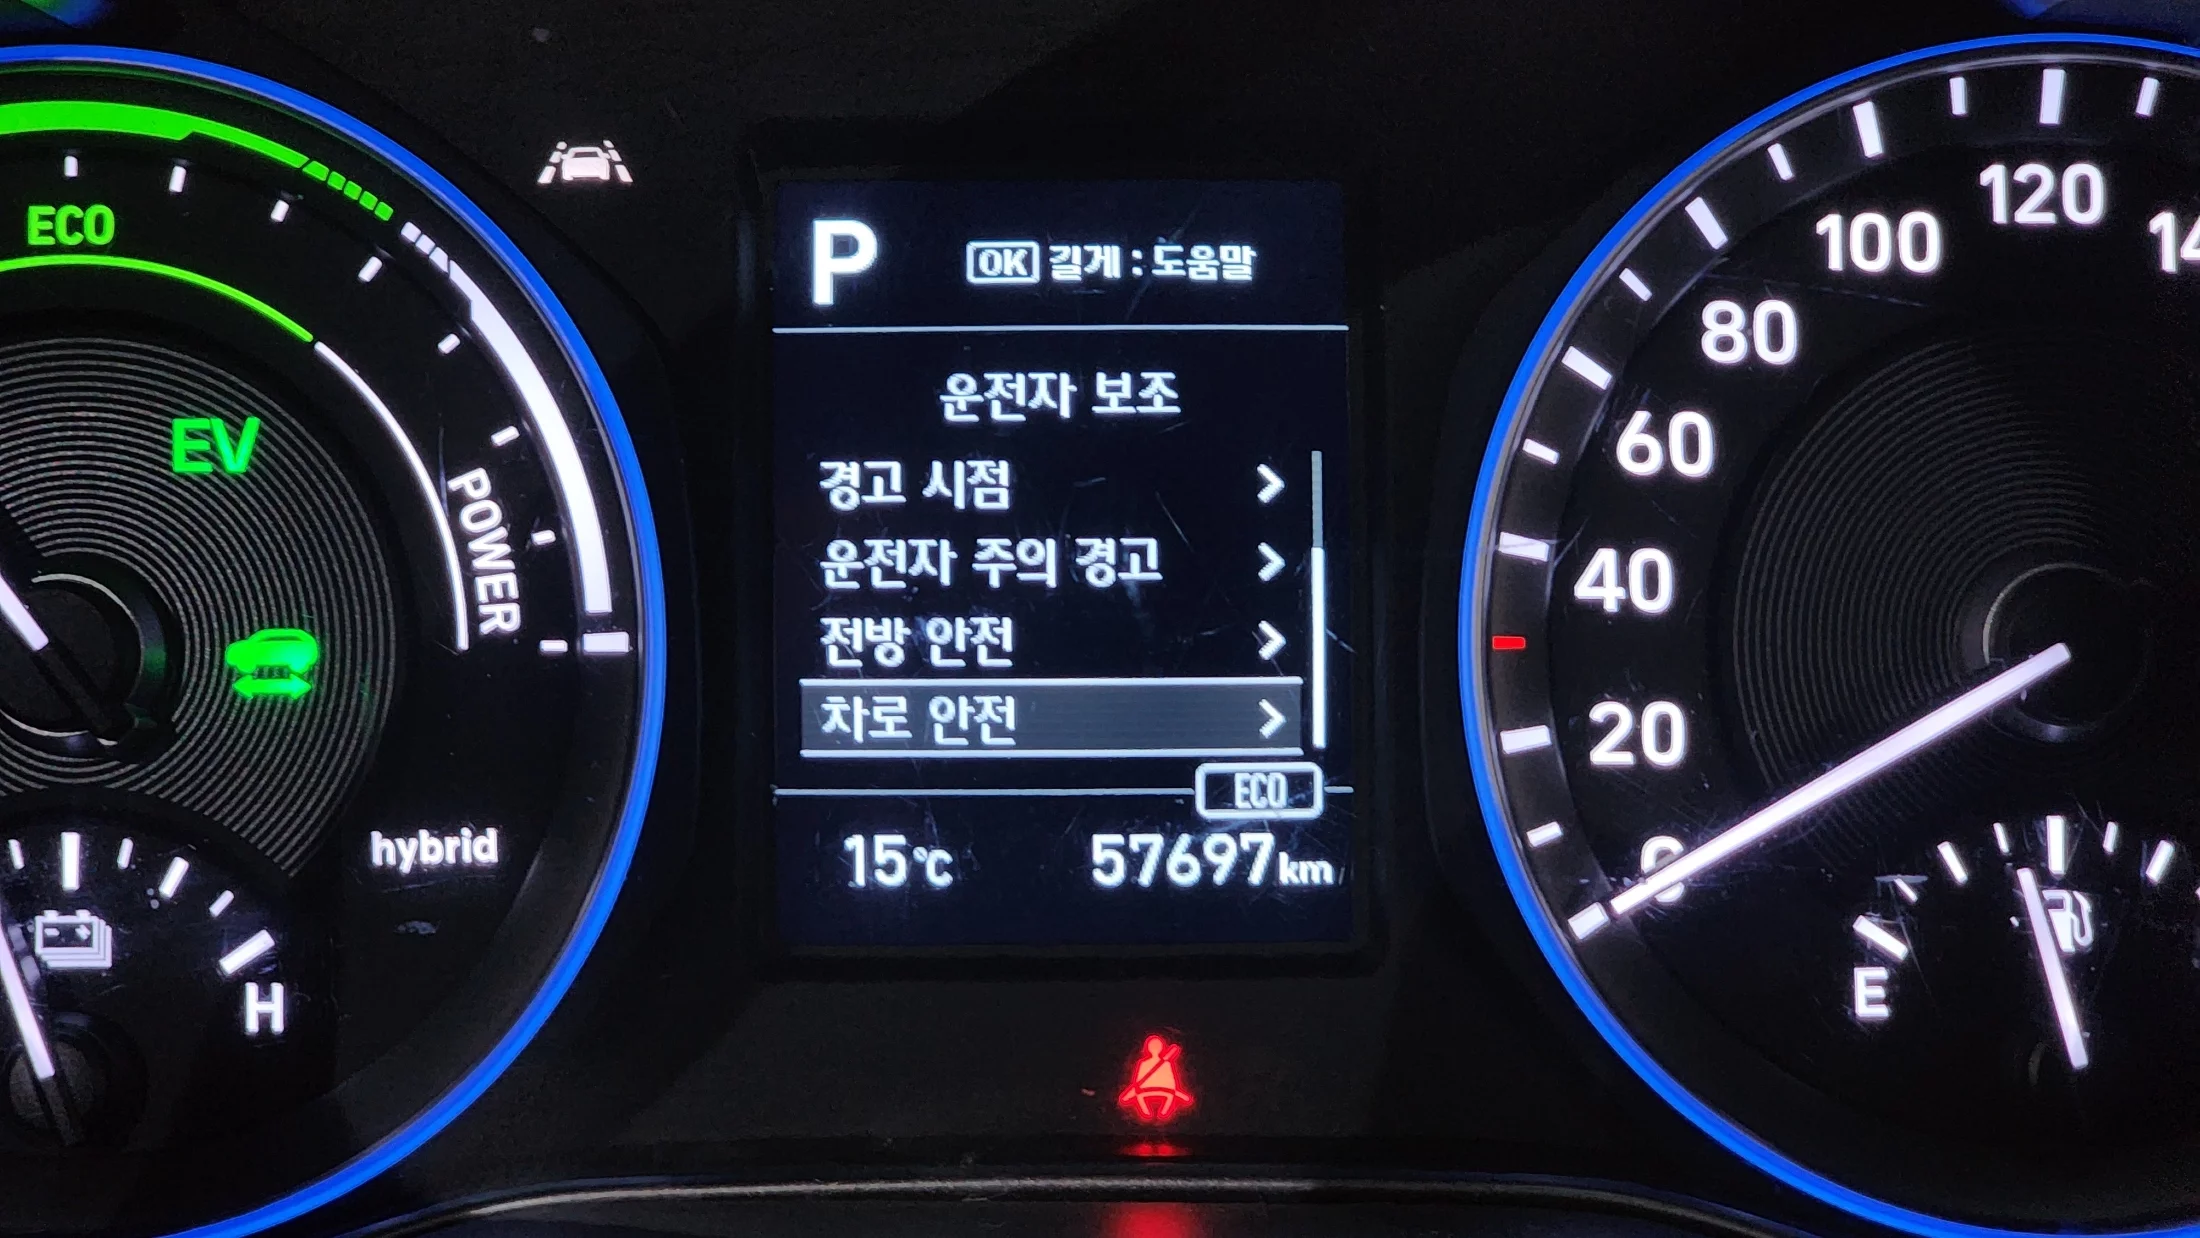 ECO
EV
POWER
hybrid
H
P
OK 길게 : 도움말
운전자 보조
경고 시점
운전자 주의 경고
전방 안전
차로 안전
ECO
15℃ 57697km
120
100
80
60
40
20
0
E